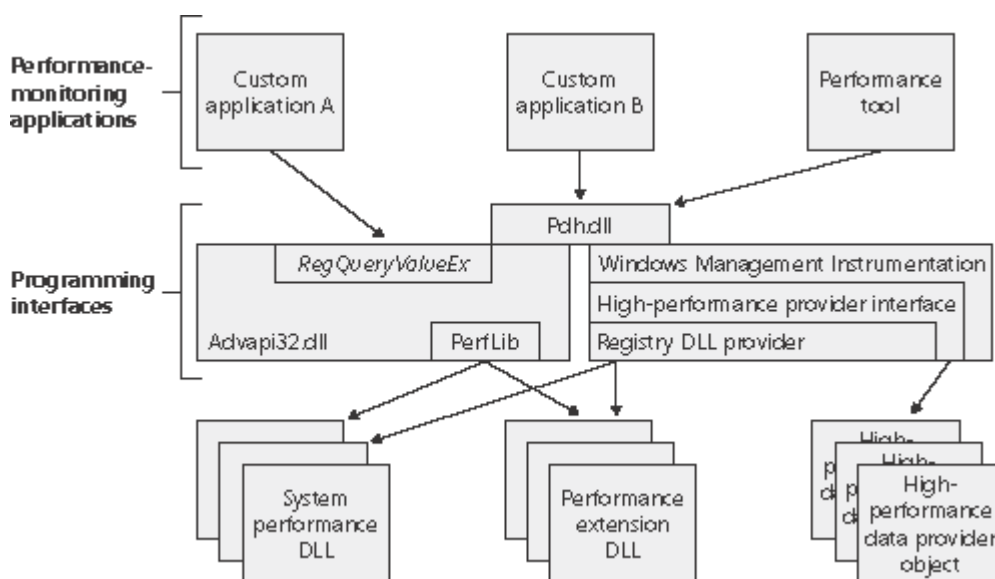 Performance-
monitoring
applications
Custom
application A
Custom
application B
Performance
tool
Programming
interfaces
Pdh.dll
RegQueryValueEx
Windows Management Instrumentation
High-performance provider interface
Advapi32.dll
PerfLib
Registry DLL provider
System
performance
DLL
Performance
extension
DLL
High-
High-
High-
performance
data provider
object